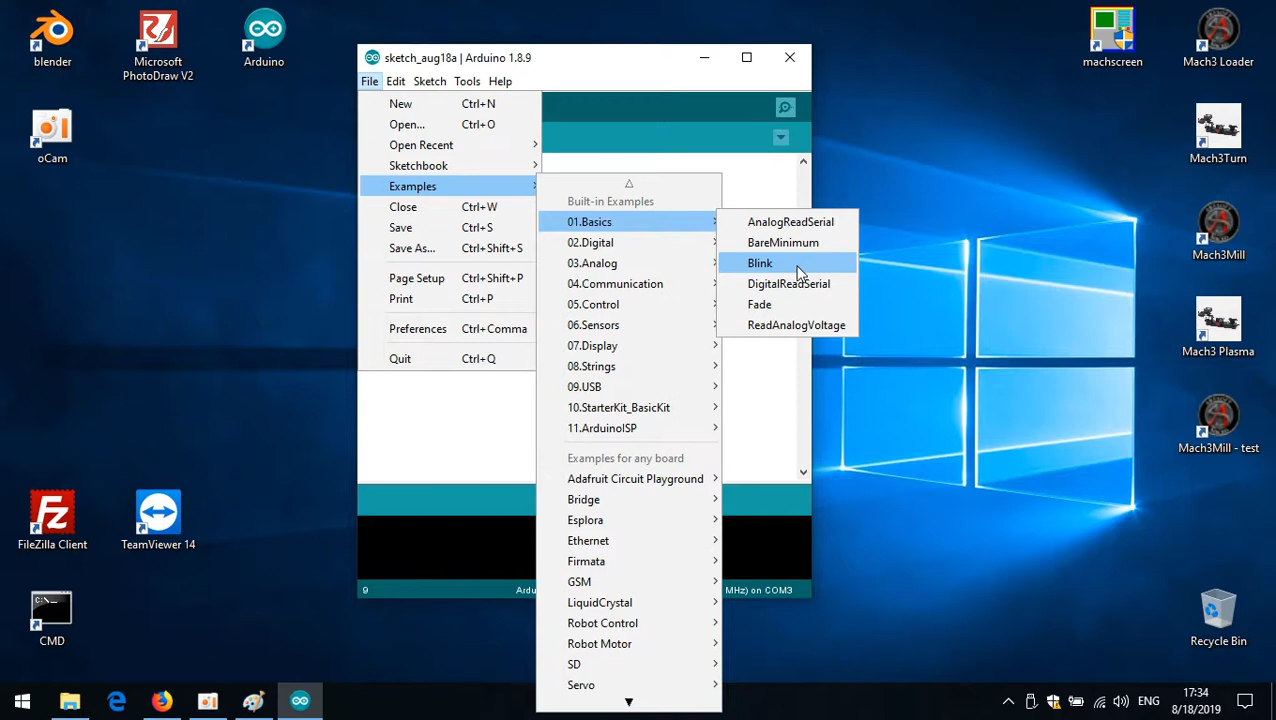 blender
Microsoft
PhotoDraw V2
Arduino
oCam
FileZilla Client
TeamViewer 14
CMD
sketch_aug18a | Arduino 1.8.9
File Edit Sketch Tools Help
New Ctrl+N
Open... Ctrl+O
Open Recent
Sketchbook
Examples
Close Ctrl+W
Save Ctrl+S
Save As... Ctrl+Shift+S
Page Setup Ctrl+Shift+P
Print Ctrl+P
Preferences Ctrl+Comma
Quit Ctrl+Q
Built-in Examples
01.Basics
02.Digital
03.Analog
04.Communication
05.Control
06.Sensors
07.Display
08.Strings
09.USB
10.StarterKit_BasicKit
11.ArduinoISP
Examples for any board
Adafruit Circuit Playground
Bridge
Esplora
Ethernet
Firmata
GSM
LiquidCrystal
Robot Control
Robot Motor
SD
Servo
AnalogReadSerial
BareMinimum
Blink
DigitalReadSerial
Fade
ReadAnalogVoltage
9 Ardu MHz) on COM3
machscreen
Mach3 Loader
Mach3Turn
Mach3Mill
Mach3 Plasma
Mach3Mill - test
Recycle Bin
ENG
17:34
8/18/2019